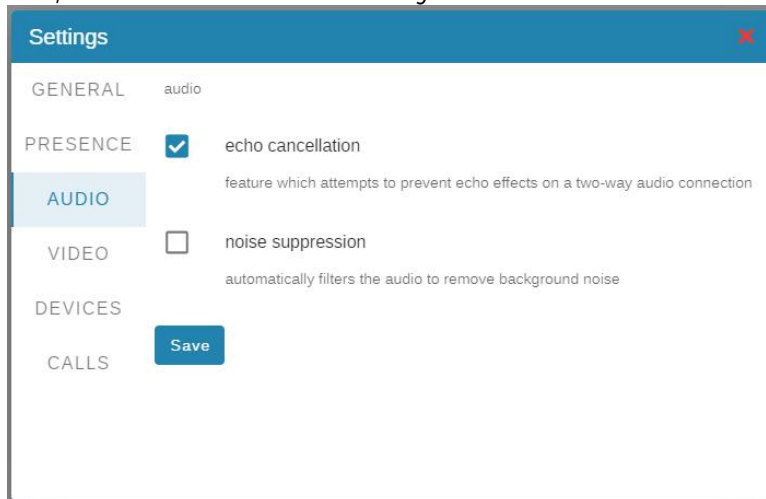 Settings
GENERAL
PRESENCE
AUDIO
VIDEO
DEVICES
CALLS
audio
echo cancellation
feature which attempts to prevent echo effects on a two-way audio connection
noise suppression
automatically filters the audio to remove background noise
Save